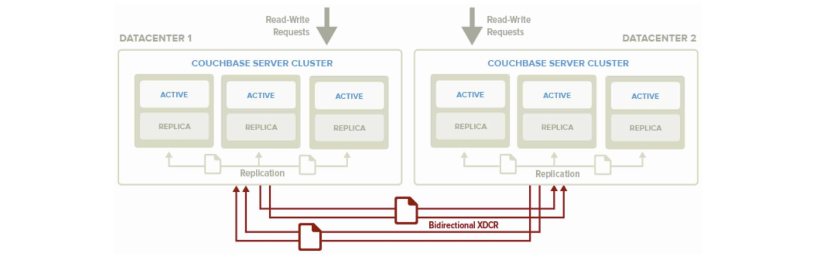 Read-Write
Requests
Read-Write
Requests
DATACENTER 1
DATACENTER 2
COUCHBASE SERVER CLUSTER
COUCHBASE SERVER CLUSTER
ACTIVE
ACTIVE
ACTIVE
ACTIVE
ACTIVE
ACTIVE
REPLICA
REPLICA
REPLICA
REPLICA
REPLICA
REPLICA
Replication
Replication
Bidirectional XDCR